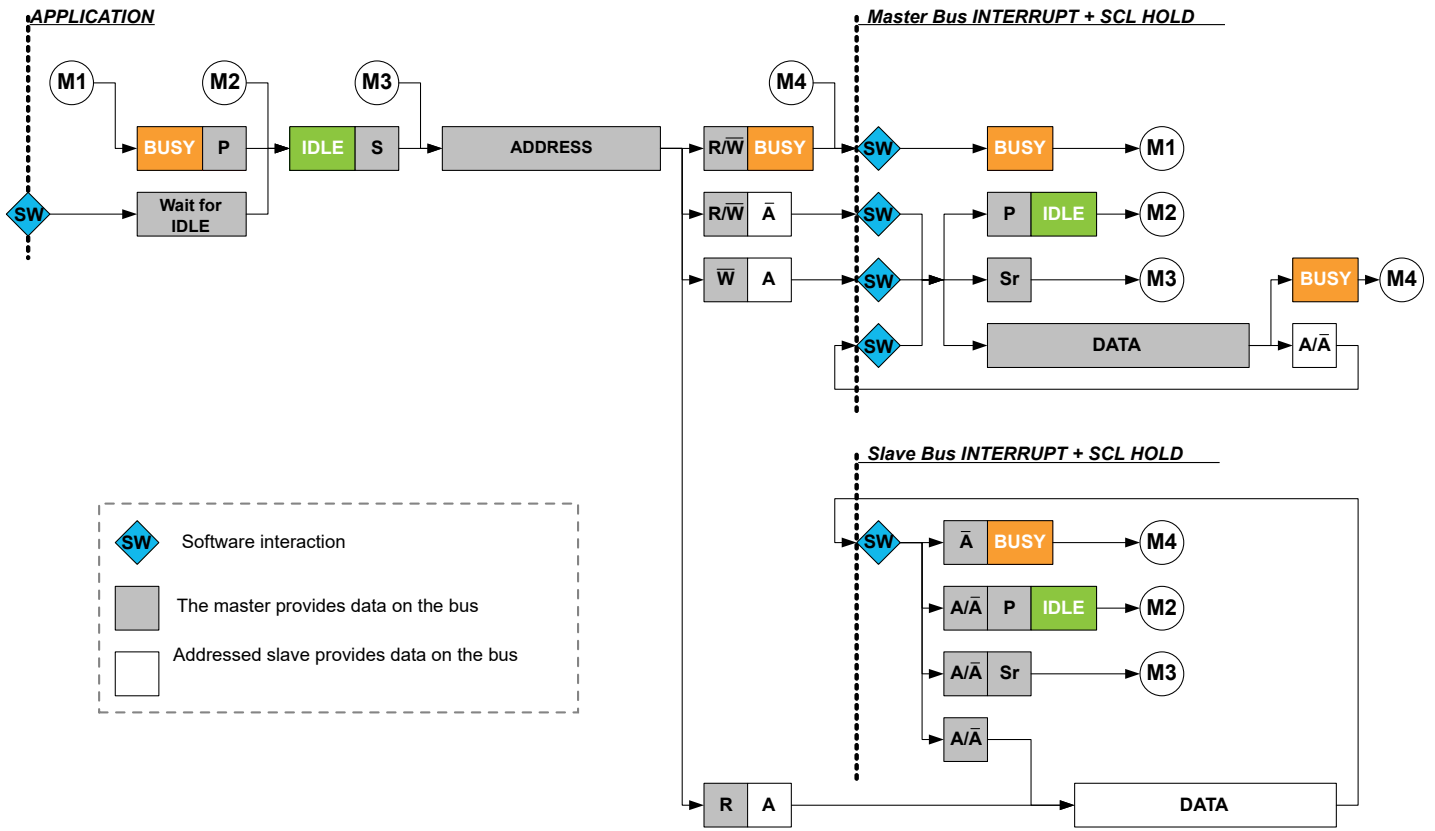 APPLICATION
Master Bus INTERRUPT + SCL HOLD
M1
M2
M3
M4
BUSY P
IDLE S
ADDRESS
R/W̅ BUSY
SW
BUSY
M1
SW
Wait for
IDLE
R/W̅ A̅
SW
P IDLE
M2
W̅ A
SW
Sr
M3
BUSY
M4
SW
DATA
A/A̅
Slave Bus INTERRUPT + SCL HOLD
SW
A̅ BUSY
M4
A/A̅ P IDLE
M2
A/A̅ Sr
M3
A/A̅
R A
DATA
SW Software interaction
The master provides data on the bus
Addressed slave provides data on the bus